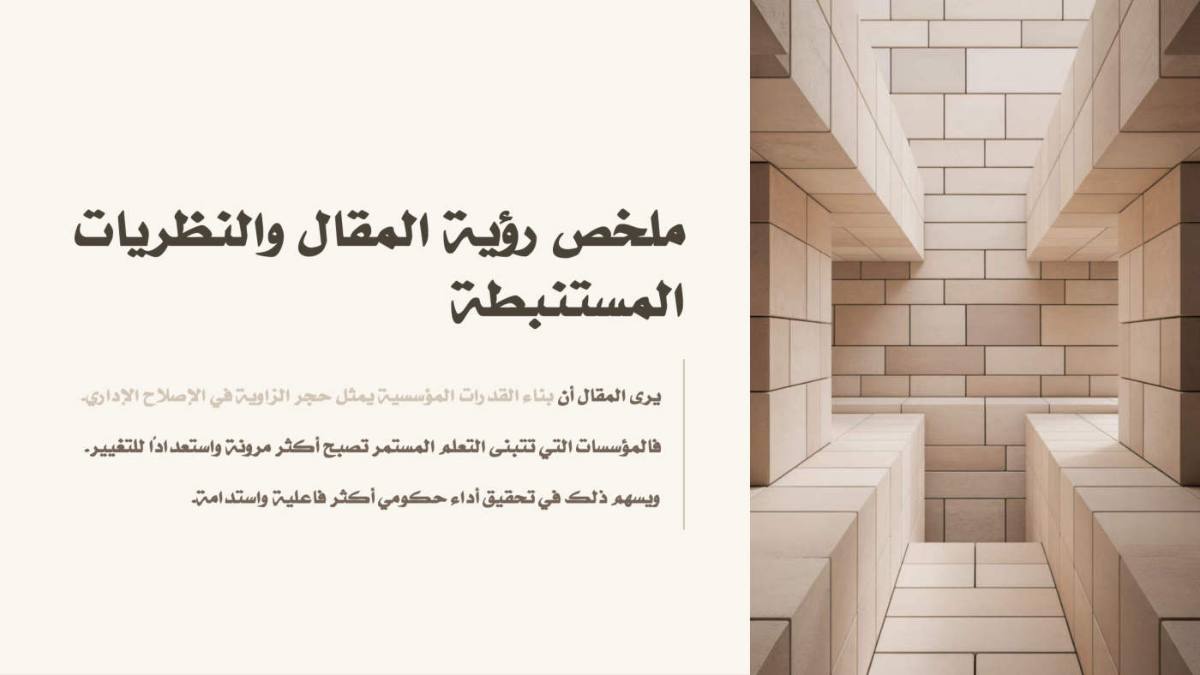 ملخص رؤية المقال والنظريات
المستنبطة
يرى المقال أن بناء القدرات المؤسسية يمثل حجر الزاوية في الإصلاح الإداري.
فالمؤسسات التي تتبنى التعلم المستمر تصبح أكثر مرونة واستعدادًا للتغيير.
ويسهم ذلك في تحقيق أداء حكومي أكثر فاعلية واستدامة.